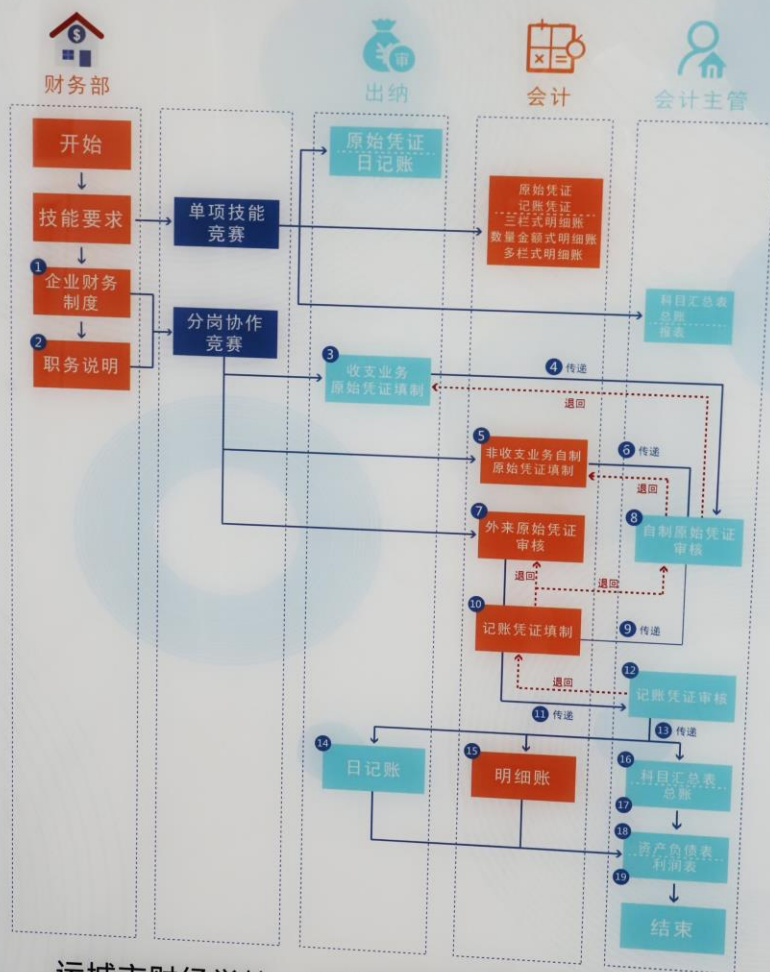 财务部
出纳
审
会计
会计主管
开始
技能要求
1
企业财务
制度
2
职务说明
单项技能
竞赛
分岗协作
竞赛
原始凭证
日记账
原始凭证
记账凭证
三栏式明细账
数量金额式明细账
多栏式明细账
科目汇总表
总账
报表
3
收支业务
原始凭证填制
4 传递
退回
5
非收支业务自制
原始凭证填制
6 传递
退回
7
外来原始凭证
审核
8
自制原始凭证
审核
退回
退回
10
记账凭证填制
9 传递
退回
12
记账凭证审核
11 传递
13 传递
14
日记账
15
明细账
16
科目汇总表
总账
17
18
资产负债表
利润表
19
结束